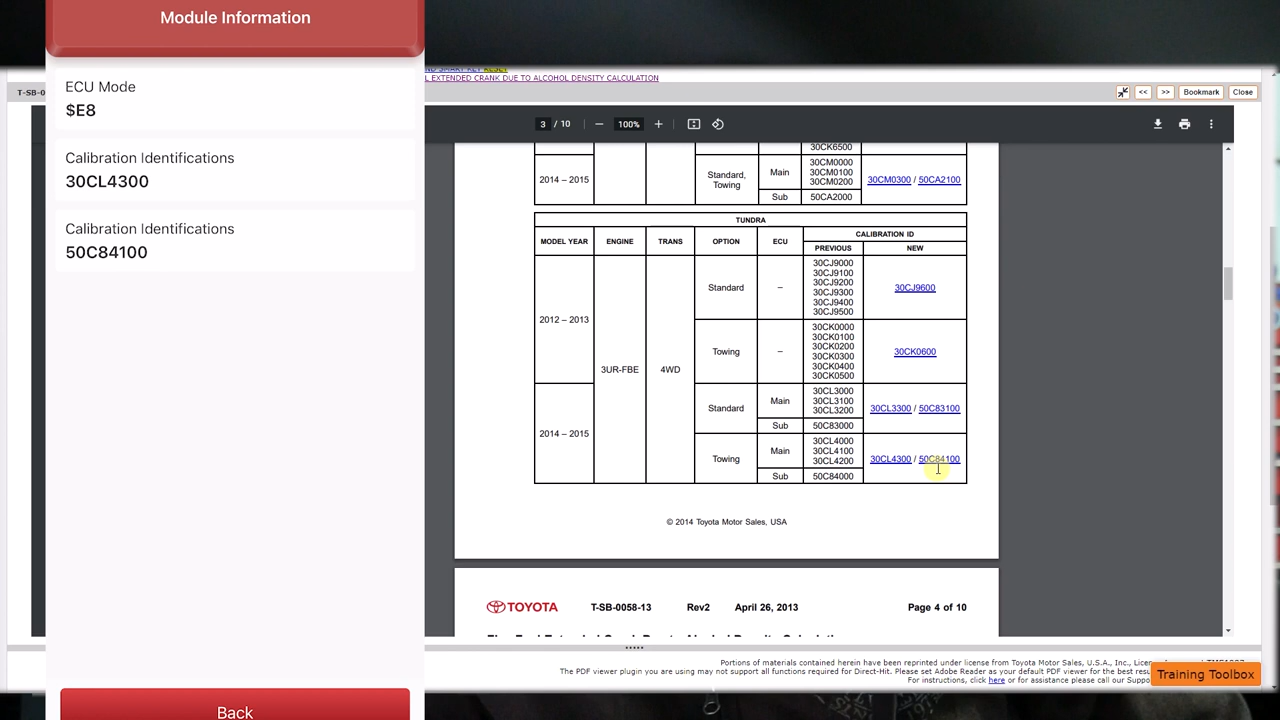 Module Information
ECU Mode
$E8
Calibration Identifications
30CL4300
Calibration Identifications
50C84100
Back
RESET
L EXTENDED CRANK DUE TO ALCOHOL DENSITY CALCULATION
T-SB-0
<< >> Bookmark Close
3 / 10 100%
30CK6500
2014 – 2015
Standard, Towing
Main
30CM0000
30CM0100
30CM0200
30CM0300 / 50CA2100
Sub
50CA2000
TUNDRA
MODEL YEAR ENGINE TRANS OPTION ECU CALIBRATION ID
PREVIOUS NEW
2012 – 2013
3UR-FBE
4WD
Standard
–
30CJ9000
30CJ9100
30CJ9200
30CJ9300
30CJ9400
30CJ9500
30CJ9600
Towing
–
30CK0000
30CK0100
30CK0200
30CK0300
30CK0400
30CK0500
30CK0600
2014 – 2015
Standard
Main
30CL3000
30CL3100
30CL3200
30CL3300 / 50C83100
Sub
50C83000
Towing
Main
30CL4000
30CL4100
30CL4200
30CL4300 / 50C84100
Sub
50C84000
© 2014 Toyota Motor Sales, USA
TOYOTA T-SB-0058-13 Rev2 April 26, 2013 Page 4 of 10
Portions of materials contained herein have been reprinted under license from Toyota Motor Sales, U.S.A., Inc.,
The PDF viewer plugin you are using may not support all functions required for Direct-Hit. Please set Adobe Reader as your default PDF viewer for the best
For instructions, click here or for assistance please call our
Training Toolbox